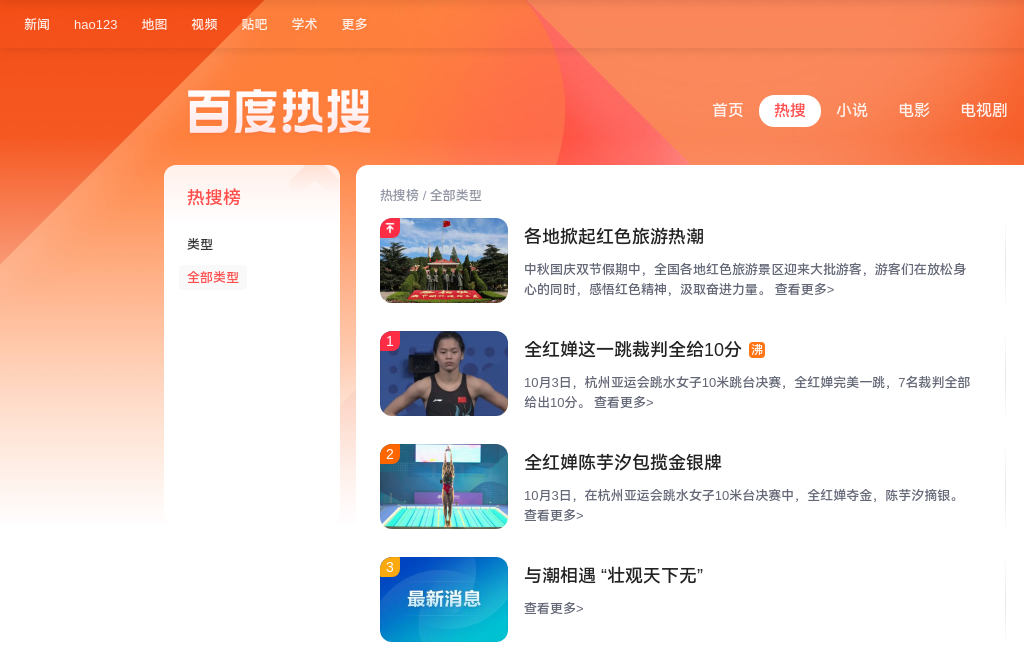 新闻 hao123 地图 视频 贴吧 学术 更多
百度热搜
首页 热搜 小说 电影 电视剧
热搜榜
类型
全部类型
热搜榜 / 全部类型
各地掀起红色旅游热潮
中秋国庆双节假期中，全国各地红色旅游景区迎来大批游客，游客们在放松身
心的同时，感悟红色精神，汲取奋进力量。 查看更多>
1
全红婵这一跳裁判全给10分 沸
10月3日，杭州亚运会跳水女子10米跳台决赛，全红婵完美一跳，7名裁判全部
给出10分。 查看更多>
2
全红婵陈芋汐包揽金银牌
10月3日，在杭州亚运会跳水女子10米台决赛中，全红婵夺金，陈芋汐摘银。
查看更多>
3
最新消息
与潮相遇 “壮观天下无”
查看更多>